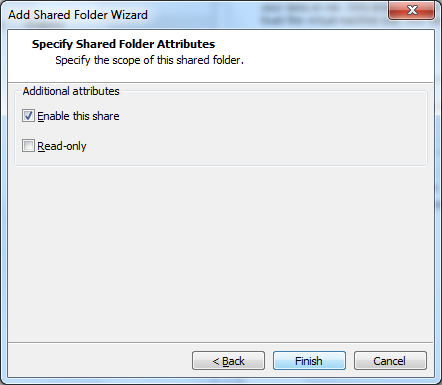 Add Shared Folder Wizard
Specify Shared Folder Attributes
Specify the scope of this shared folder.
Additional attributes
Enable this share
Read-only
< Back
Finish
Cancel